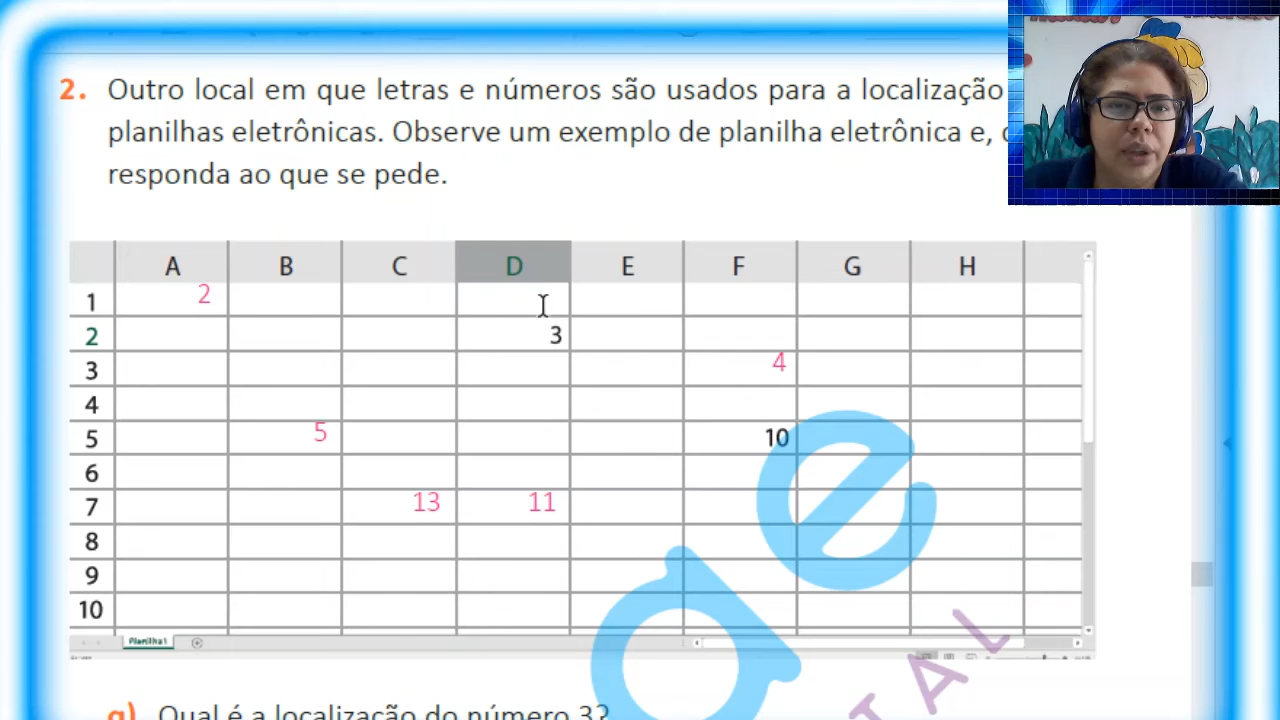 2. Outro local em que letras e números são usados para a localização
planilhas eletrônicas. Observe um exemplo de planilha eletrônica e,
responda ao que se pede.
A B C D E F G H
1 2
2 3
3 4
4
5 5 10
6
7 13 11
8
9
10
Planilha1
a) Qual é a localização do número 3?